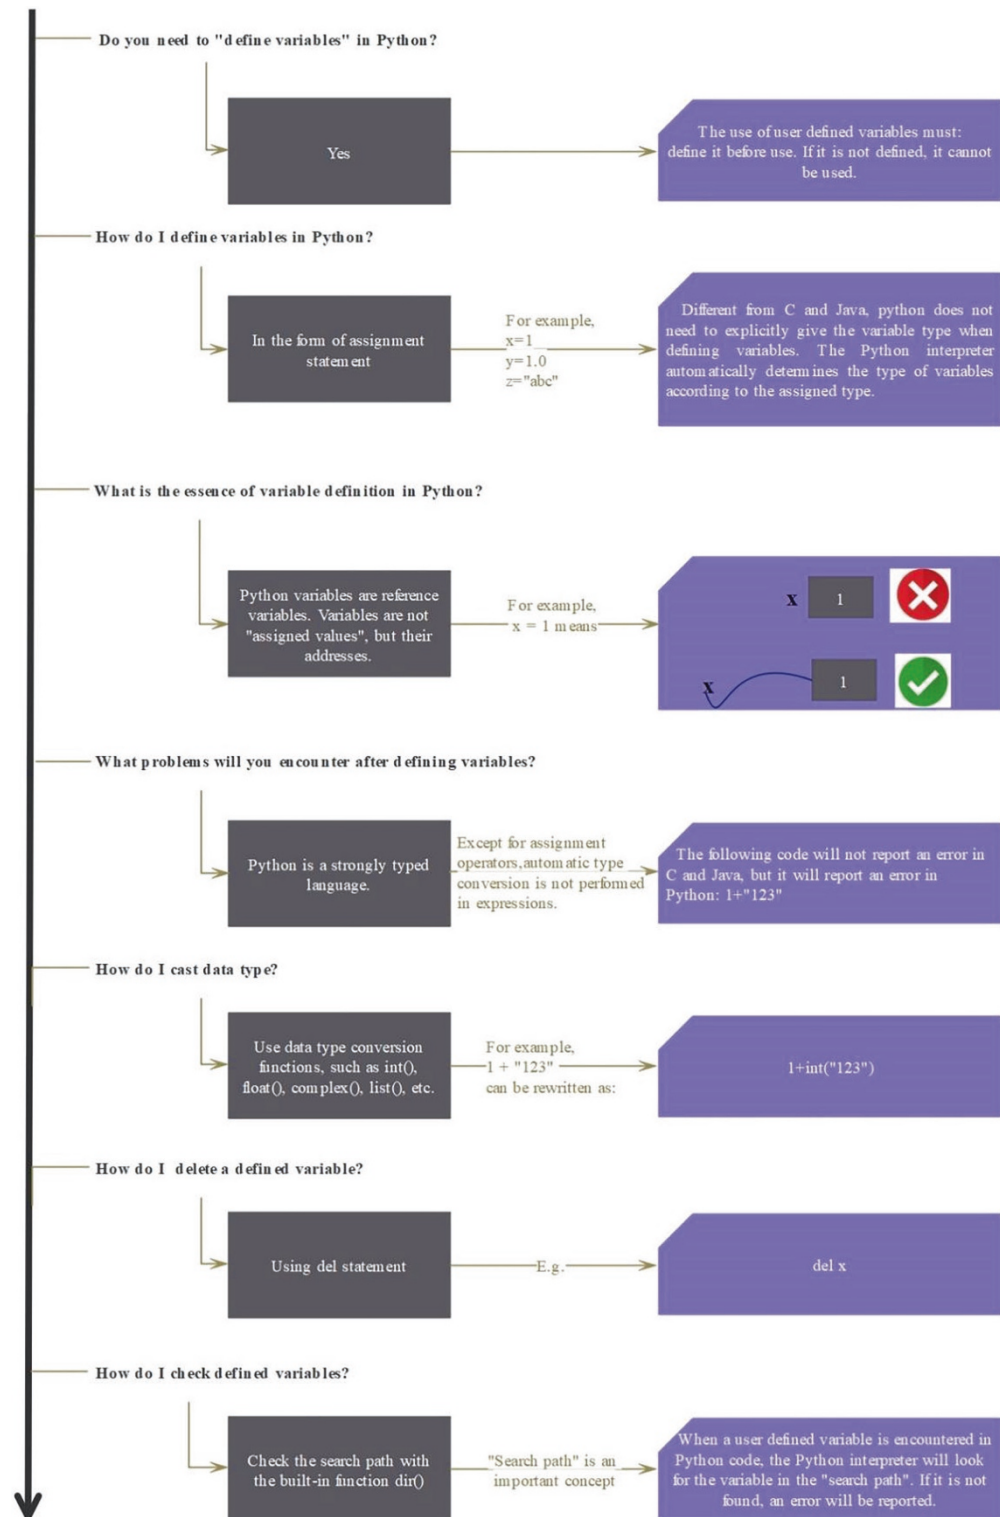 Do you need to "define variables" in Python?
Yes
The use of user defined variables must:
define it before use. If it is not defined, it cannot
be used.
How do I define variables in Python?
In the form of assignment
statement
For example,
x=1
y=1.0
z="abc"
Different from C and Java, python does not
need to explicitly give the variable type when
defining variables. The Python interpreter
automatically determines the type of variables
according to the assigned type.
What is the essence of variable definition in Python?
Python variables are reference
variables. Variables are not
"assigned values", but their
addresses.
For example,
x = 1 means
x 1
x 1
What problems will you encounter after defining variables?
Python is a strongly typed
language.
Except for assignment
operators,automatic type
conversion is not performed
in expressions.
The following code will not report an error in
C and Java, but it will report an error in
Python: 1+"123"
How do I cast data type?
Use data type conversion
functions, such as int(),
float(), complex(), list(), etc.
For example,
1 + "123"
can be rewritten as:
1+int("123")
How do I delete a defined variable?
Using del statement
E.g.
del x
How do I check defined variables?
Check the search path with
the built-in function dir()
"Search path" is an
important concept
When a user defined variable is encountered in
Python code, the Python interpreter will look
for the variable in the "search path". If it is not
found, an error will be reported.